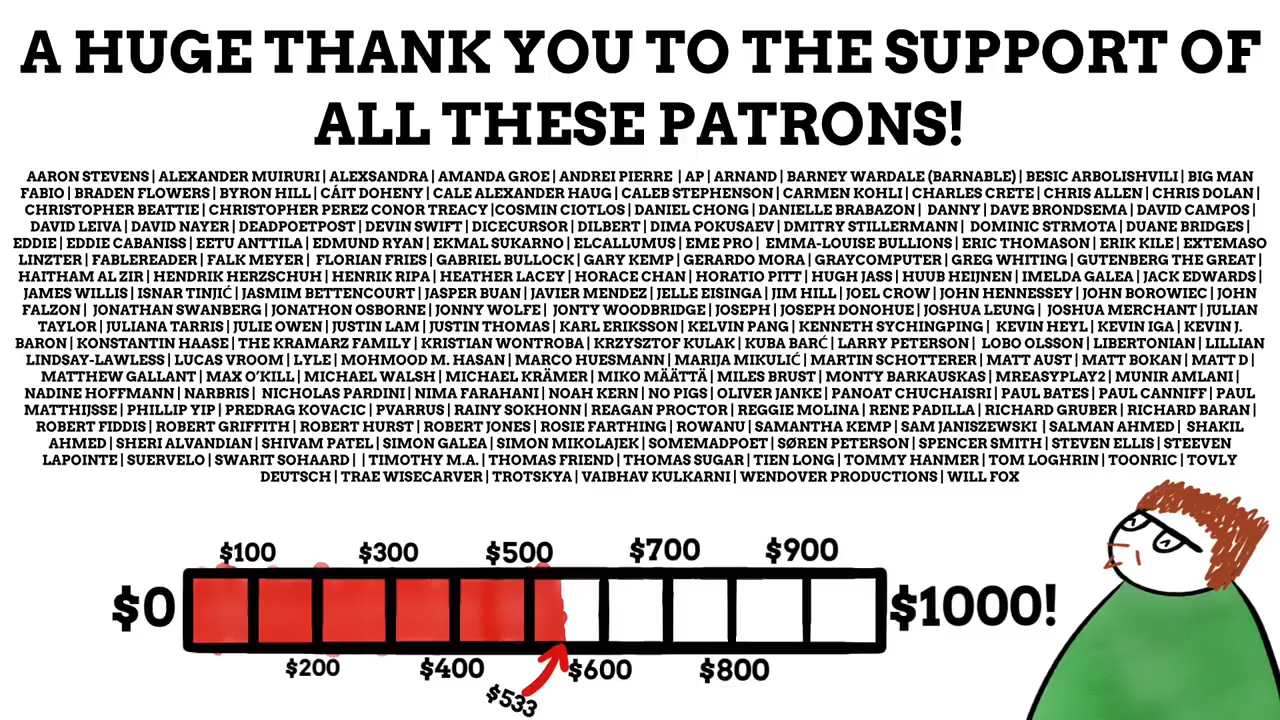 A HUGE THANK YOU TO THE SUPPORT OF
ALL THESE PATRONS!
AARON STEVENS | ALEXANDER MUIRURI | ALEXSANDRA | AMANDA GROE | ANDREI PIERRE | AP | ARNAND | BARNEY WARDALE (BARNABLE) | BESIC ARBOLISHVILI | BIG MAN
FABIO | BRADEN FLOWERS | BYRON HILL | CÁIT DOHENY | CALE ALEXANDER HAUG | CALEB STEPHENSON | CARMEN KOHLI | CHARLES CRETE | CHRIS ALLEN | CHRIS DOLAN |
CHRISTOPHER BEATTIE | CHRISTOPHER PEREZ CONOR TREACY |COSMIN CIOTLOS | DANIEL CHONG | DANIELLE BRABAZON | DANNY | DAVE BRONDSEMA | DAVID CAMPOS |
DAVID LEIVA | DAVID NAYER | DEADPOETPOST | DEVIN SWIFT | DICECURSOR | DILBERT | DIMA POKUSAEV | DMITRY STILLERMANN | DOMINIC STRMOTA | DUANE BRIDGES |
EDDIE | EDDIE CABANISS | EETU ANTTILA | EDMUND RYAN | EKMAL SUKARNO | ELCALLUMUS | EME PRO | EMMA-LOUISE BULLIONS | ERIC THOMASON | ERIK KILE | EXTEMASO
LINZTER | FABLEREADER | FALK MEYER | FLORIAN FRIES | GABRIEL BULLOCK | GARY KEMP | GERARDO MORA | GRAYCOMPUTER | GREG WHITING | GUTENBERG THE GREAT |
HAITHAM AL ZIR | HENDRIK HERZSCHUH | HENRIK RIPA | HEATHER LACEY | HORACE CHAN | HORATIO PITT | HUGH JASS | HUUB HEIJNEN | IMELDA GALEA | JACK EDWARDS |
JAMES WILLIS | ISNAR TINJIĆ | JASMIM BETTENCOURT | JASPER BUAN | JAVIER MENDEZ | JELLE EISINGA | JIM HILL | JOEL CROW | JOHN HENNESSEY | JOHN BOROWIEC | JOHN
FALZON | JONATHAN SWANBERG | JONATHON OSBORNE | JONNY WOLFE | JONTY WOODBRIDGE | JOSEPH | JOSEPH DONOHUE | JOSHUA LEUNG | JOSHUA MERCHANT | JULIAN
TAYLOR | JULIANA TARRIS | JULIE OWEN | JUSTIN LAM | JUSTIN THOMAS | KARL ERIKSSON | KELVIN PANG | KENNETH SYCHINGPING | KEVIN HEYL | KEVIN IGA | KEVIN J.
BARON | KONSTANTIN HAASE | THE KRAMARZ FAMILY | KRISTIAN WONTROBA | KRZYSZTOF KULAK | KUBA BARĆ | LARRY PETERSON | LOBO OLSSON | LIBERTONIAN | LILLIAN
LINDSAY-LAWLESS | LUCAS VROOM | LYLE | MOHMOOD M. HASAN | MARCO HUESMANN | MARIJA MIKULIĆ | MARTIN SCHOTTERER | MATT AUST | MATT BOKAN | MATT D |
MATTHEW GALLANT | MAX O'KILL | MICHAEL WALSH | MICHAEL KRÄMER | MIKO MÄÄTTÄ | MILES BRUST | MONTY BARKAUSKAS | MREASYPLAY2 | MUNIR AMLANI |
NADINE HOFFMANN | NARBRIS | NICHOLAS PARDINI | NIMA FARAHANI | NOAH KERN | NO PIGS | OLIVER JANKE | PANOAT CHUCHAISRI | PAUL BATES | PAUL CANNIFF | PAUL
MATTHIJSSE | PHILLIP YIP | PREDRAG KOVACIC | PVARRUS | RAINY SOKHONN | REAGAN PROCTOR | REGGIE MOLINA | RENE PADILLA | RICHARD GRUBER | RICHARD BARAN |
ROBERT FIDDIS | ROBERT GRIFFITH | ROBERT HURST | ROBERT JONES | ROSIE FARTHING | ROWANU | SAMANTHA KEMP | SAM JANISZEWSKI | SALMAN AHMED | SHAKIL
AHMED | SHERI ALVANDIAN | SHIVAM PATEL | SIMON GALEA | SIMON MIKOLAJEK | SOMEMADPOET | SØREN PETERSON | SPENCER SMITH | STEVEN ELLIS | STEEVEN
LAPOINTE | SUERVELO | SWARIT SOHAARD | | TIMOTHY M.A. | THOMAS FRIEND | THOMAS SUGAR | TIEN LONG | TOMMY HANMER | TOM LOGHRIN | TOONRIC | TOVLY
DEUTSCH | TRAE WISECARVER | TROTSKYA | VAIBHAV KULKARNI | WENDOVER PRODUCTIONS | WILL FOX
$100 $300 $500 $700 $900
$0 $1000!
$200 $400 $600 $800
$533